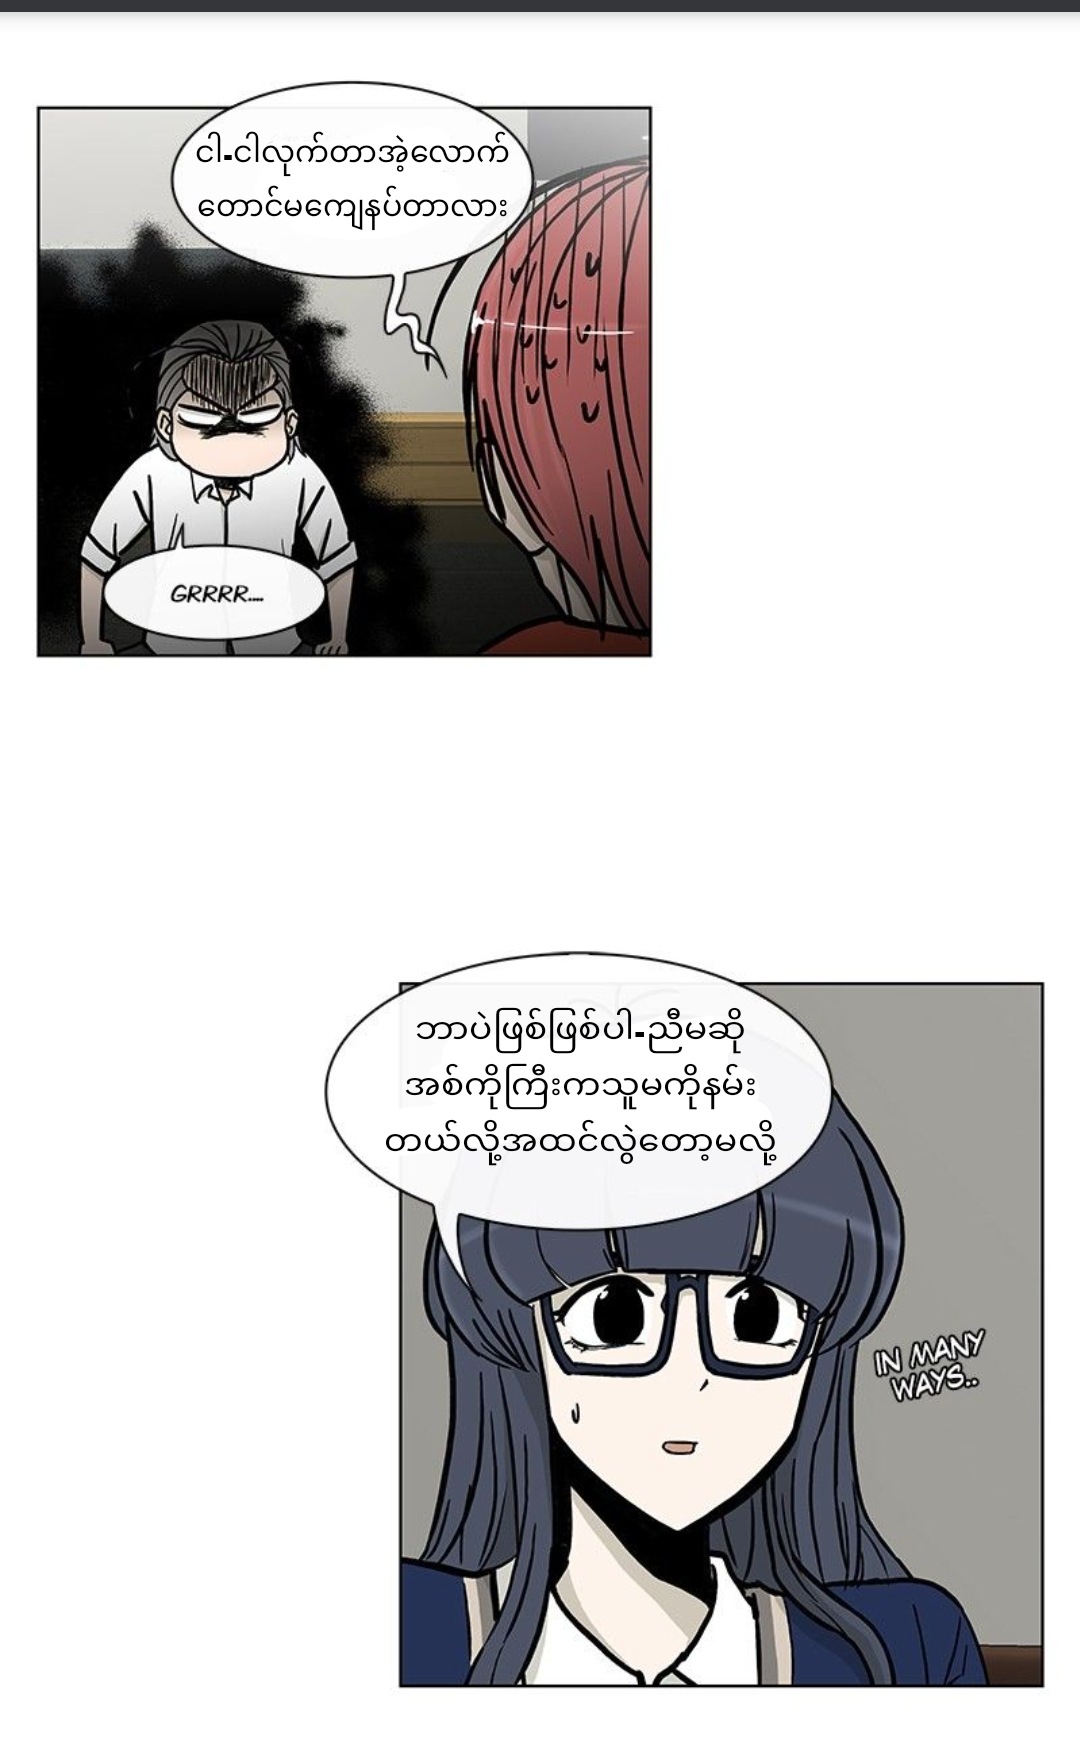 ငါ-ငါလုက်တာအဲ့လောက်
တောင်မကျေနပ်တာလား
GRRRR....
ဘာပဲဖြစ်ဖြစ်ပါ-ညီမဆို
အစ်ကိုကြီးကသူမကိုနမ်း
တယ်လို့အထင်လွဲတော့မလို့
IN MANY
WAYS..